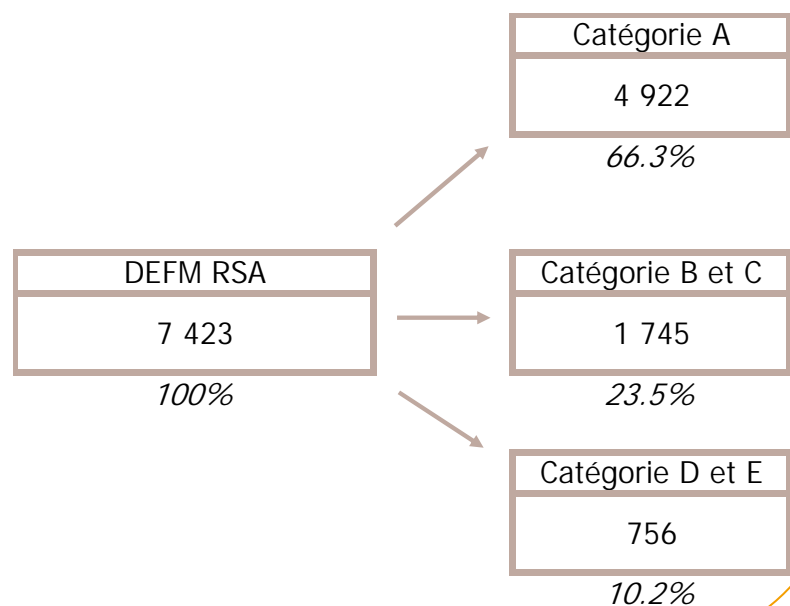 Catégorie A
4 922
66.3%
DEFM RSA
7 423
100%
Catégorie B et C
1 745
23.5%
Catégorie D et E
756
10.2%